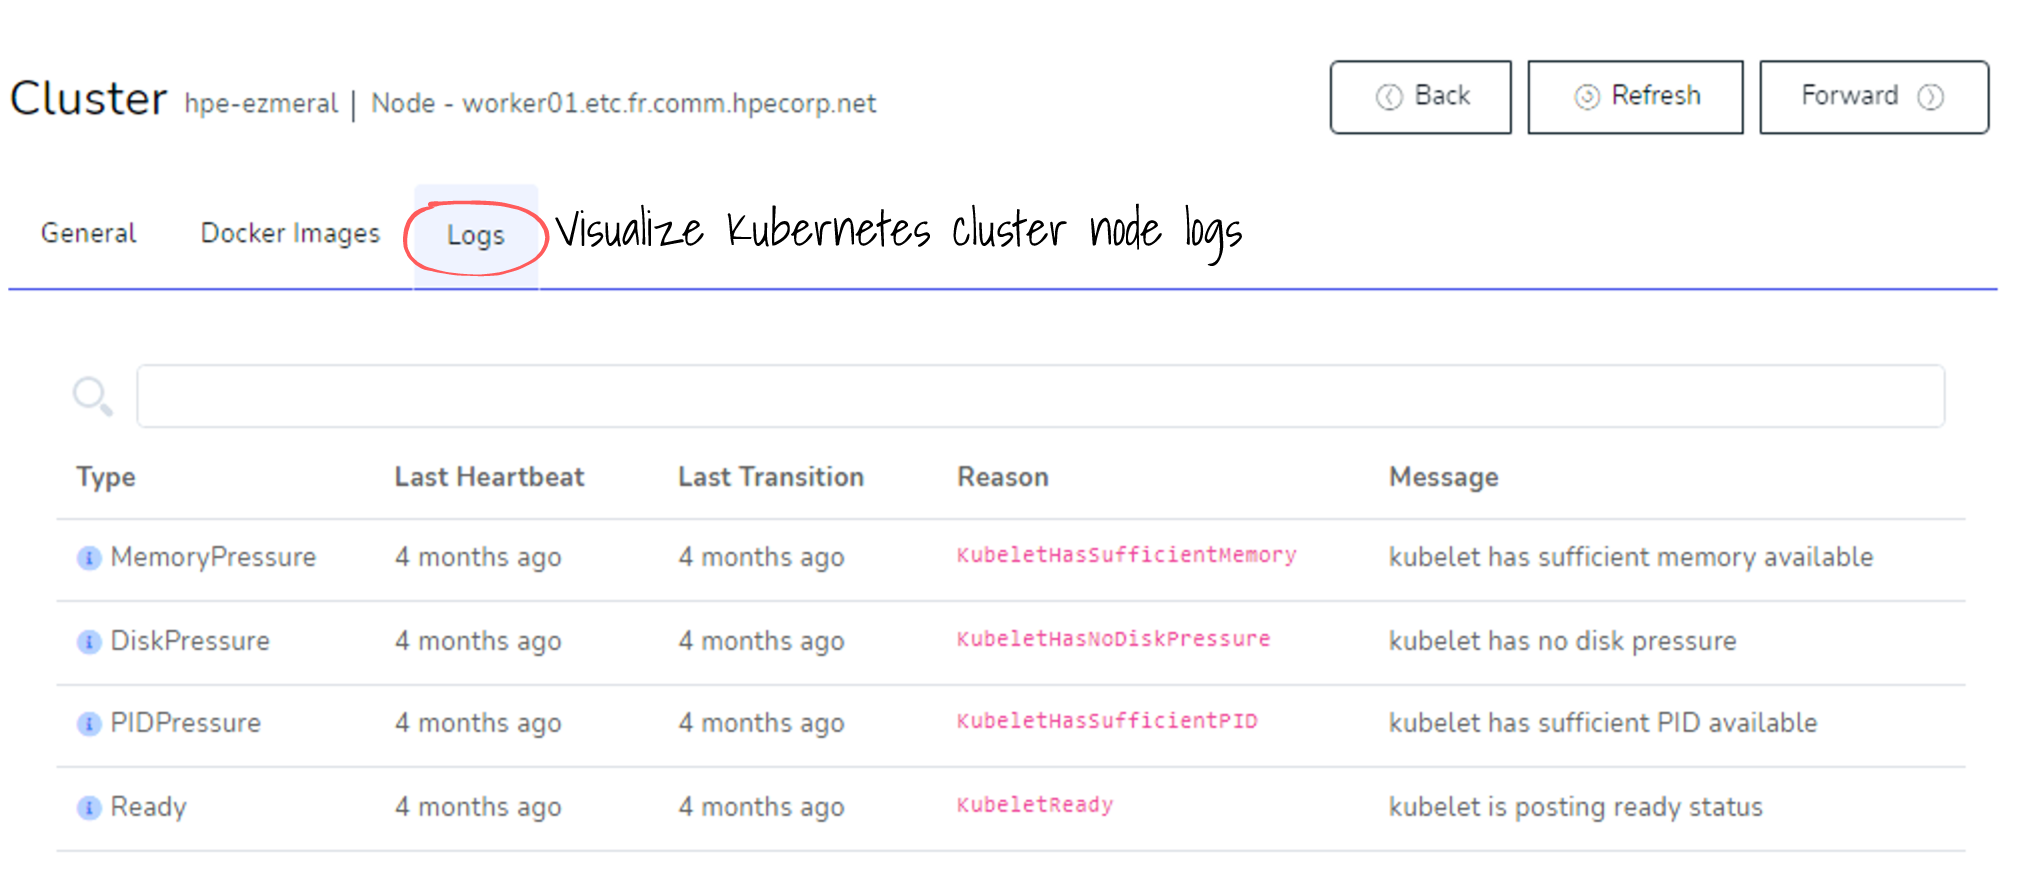 Cluster hpe-ezmeral | Node - worker01.etc.fr.comm.hpecorp.net Back Refresh Forward
General Docker Images Logs Visualize Kubernetes cluster node logs
Type Last Heartbeat Last Transition Reason Message
MemoryPressure 4 months ago 4 months ago KubeletHasSufficientMemory kubelet has sufficient memory available
DiskPressure 4 months ago 4 months ago KubeletHasNoDiskPressure kubelet has no disk pressure
PIDPressure 4 months ago 4 months ago KubeletHasSufficientPID kubelet has sufficient PID available
Ready 4 months ago 4 months ago KubeletReady kubelet is posting ready status